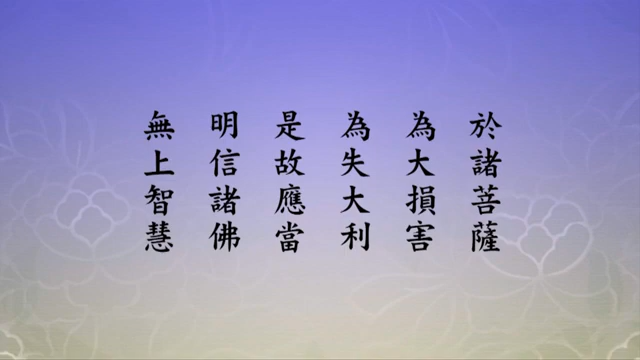 於諸菩薩
為大損害
為失大利
是故應當
明信諸佛
無上智慧